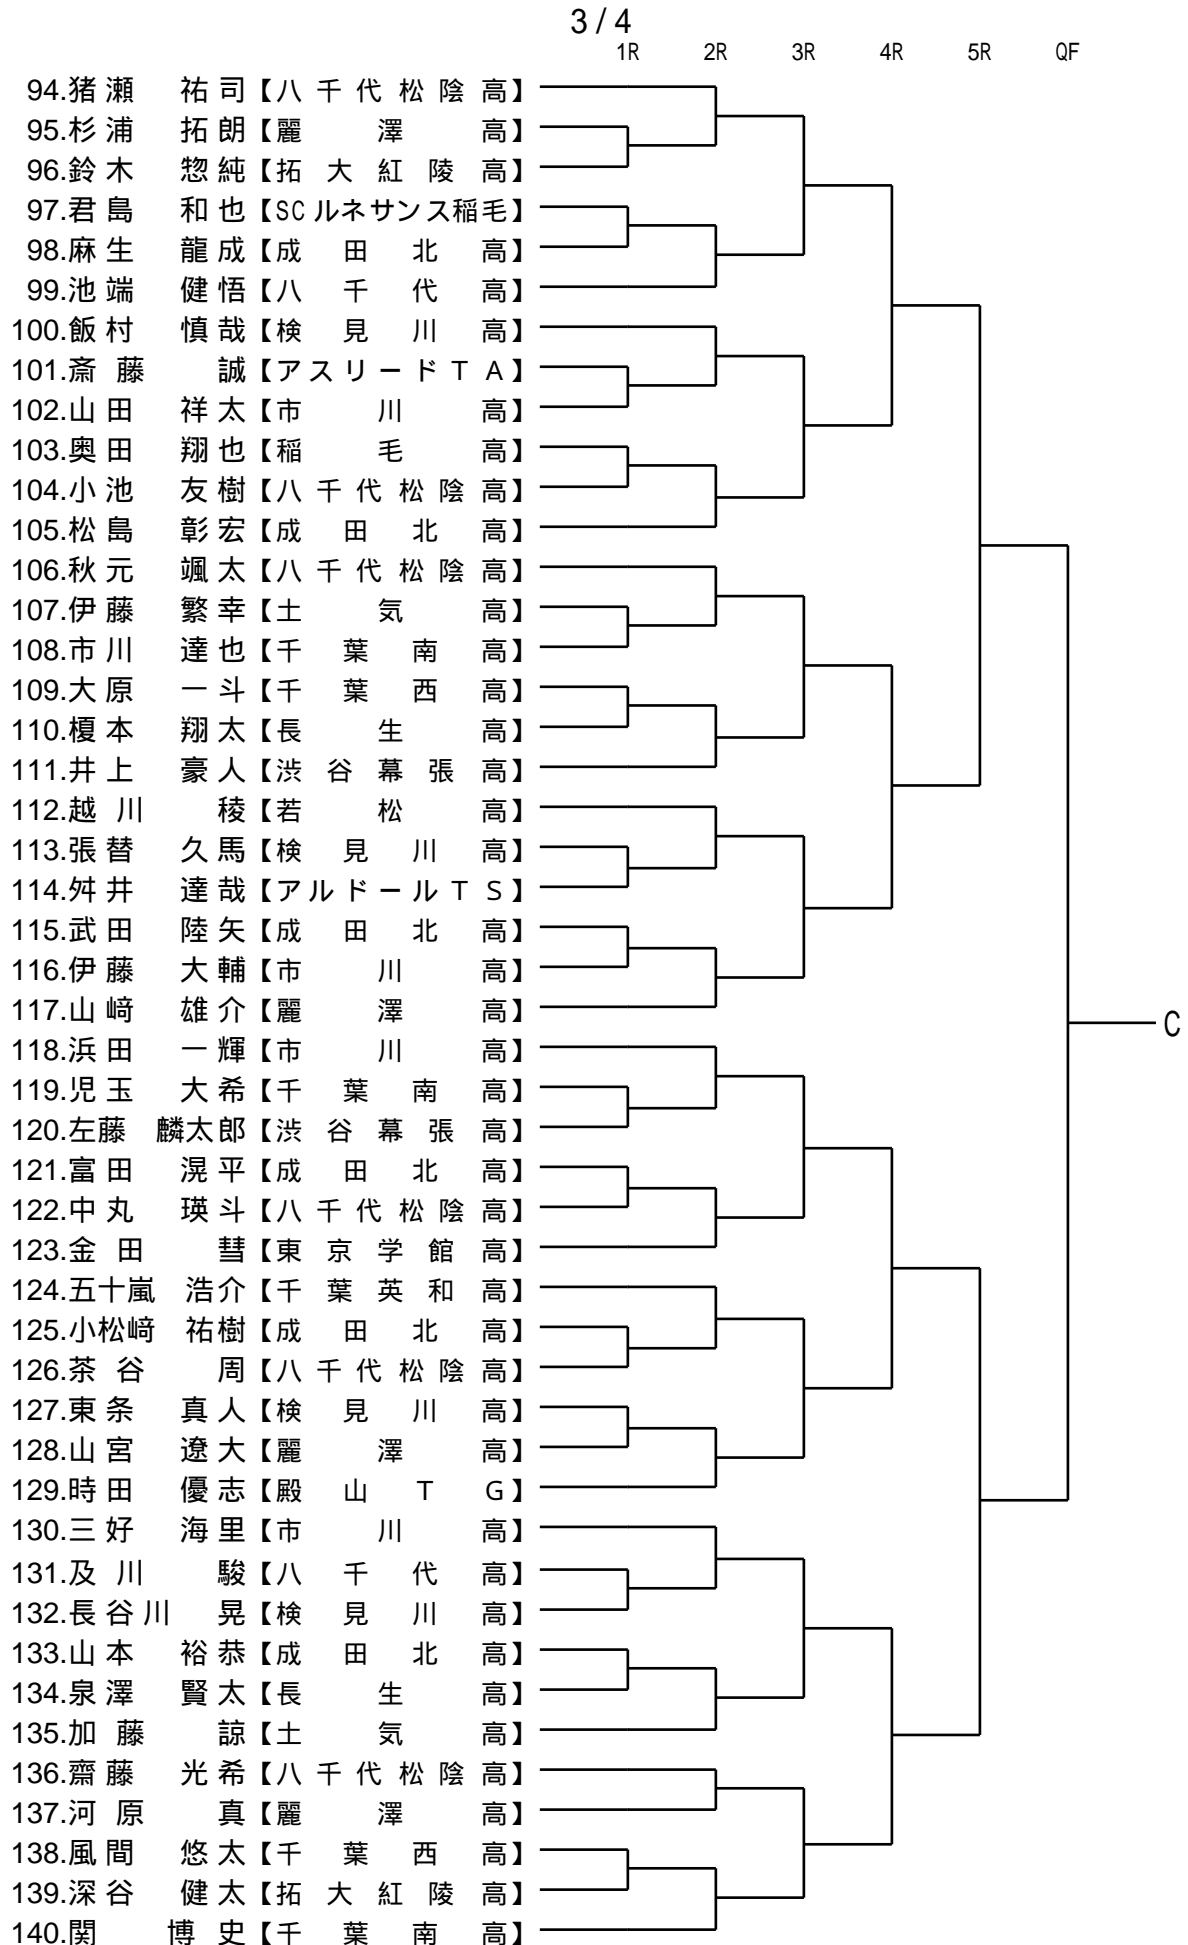 3 / 4
1R 2R 3R 4R 5R QF
94.猪瀬 祐司【八千代松陰高】
95.杉浦 拓朗【麗澤高】
96.鈴木 惣純【拓大紅陵高】
97.君島 和也【SCルネサンス稲毛】
98.麻生 龍成【成田北高】
99.池端 健悟【八千代高】
100.飯村 慎哉【検見川高】
101.斎藤 誠【アスリードTA】
102.山田 祥太【市川高】
103.奥田 翔也【稲毛高】
104.小池 友樹【八千代松陰高】
105.松島 彰宏【成田北高】
106.秋元 颯太【八千代松陰高】
107.伊藤 繁幸【土気高】
108.市川 達也【千葉南高】
109.大原 一斗【千葉西高】
110.榎本 翔太【長生高】
111.井上 豪人【渋谷幕張高】
112.越川 稜【若松高】
113.張替 久馬【検見川高】
114.舛井 達哉【アルドールTS】
115.武田 陸矢【成田北高】
116.伊藤 大輔【市川高】
117.山﨑 雄介【麗澤高】
C
118.浜田 一輝【市川高】
119.児玉 大希【千葉南高】
120.左藤 麟太郎【渋谷幕張高】
121.富田 滉平【成田北高】
122.中丸 瑛斗【八千代松陰高】
123.金田 彗【東京学館高】
124.五十嵐 浩介【千葉英和高】
125.小松﨑 祐樹【成田北高】
126.茶谷 周【八千代松陰高】
127.東条 真人【検見川高】
128.山宮 遼大【麗澤高】
129.時田 優志【殿山TG】
130.三好 海里【市川高】
131.及川 駿【八千代高】
132.長谷川 晃【検見川高】
133.山本 裕恭【成田北高】
134.泉澤 賢太【長生高】
135.加藤 諒【土気高】
136.齋藤 光希【八千代松陰高】
137.河原 真【麗澤高】
138.風間 悠太【千葉西高】
139.深谷 健太【拓大紅陵高】
140.関 博史【千葉南高】